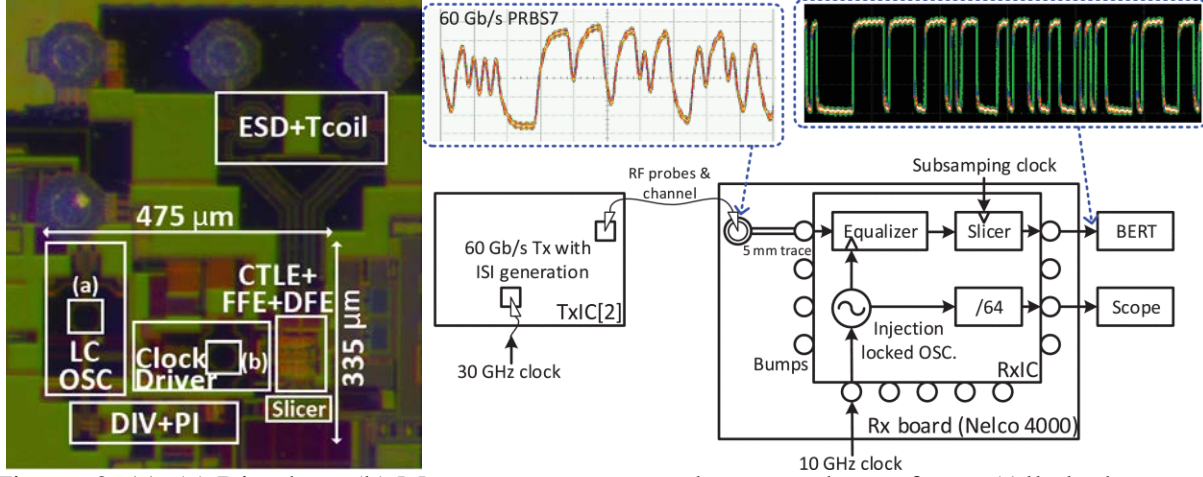 ESD+Tcoil
475 µm
(a)
LC
OSC
Clock
Driver
(b)
CTLE+
FFE+DFE
335 µm
Slicer
DIV+PI
60 Gb/s PRBS7
RF probes &
channel
60 Gb/s Tx with
ISI generation
TxIC[2]
30 GHz clock
Subsamping clock
Equalizer
Slicer
BERT
5 mm trace
/64
Scope
Injection
locked OSC.
Bumps
RxIC
Rx board (Nelco 4000)
10 GHz clock